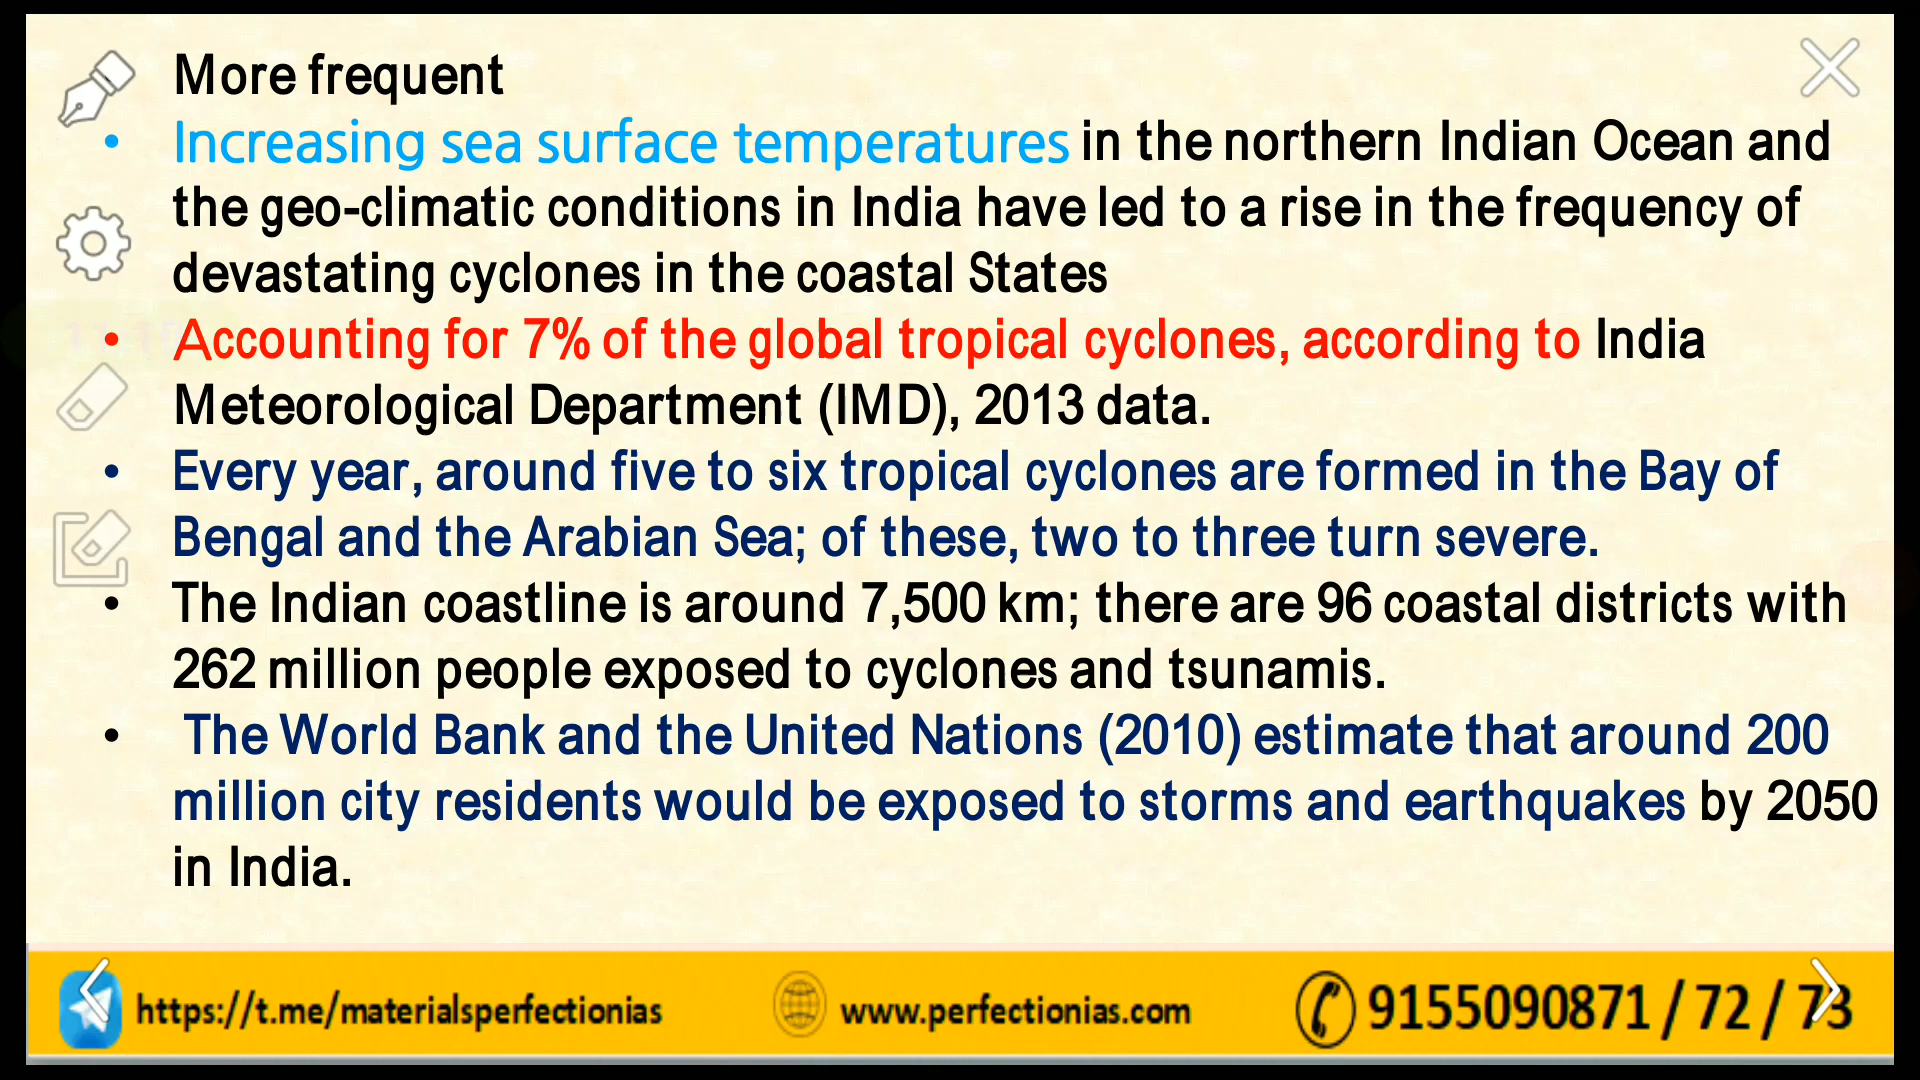 More frequent
• Increasing sea surface temperatures in the northern Indian Ocean and
the geo-climatic conditions in India have led to a rise in the frequency of
devastating cyclones in the coastal States
• Accounting for 7% of the global tropical cyclones, according to India
Meteorological Department (IMD), 2013 data.
• Every year, around five to six tropical cyclones are formed in the Bay of
Bengal and the Arabian Sea; of these, two to three turn severe.
• The Indian coastline is around 7,500 km; there are 96 coastal districts with
262 million people exposed to cyclones and tsunamis.
• The World Bank and the United Nations (2010) estimate that around 200
million city residents would be exposed to storms and earthquakes by 2050
in India.
https://t.me/materialsperfectionias www.perfectionias.com 9155090871 / 72 / 73